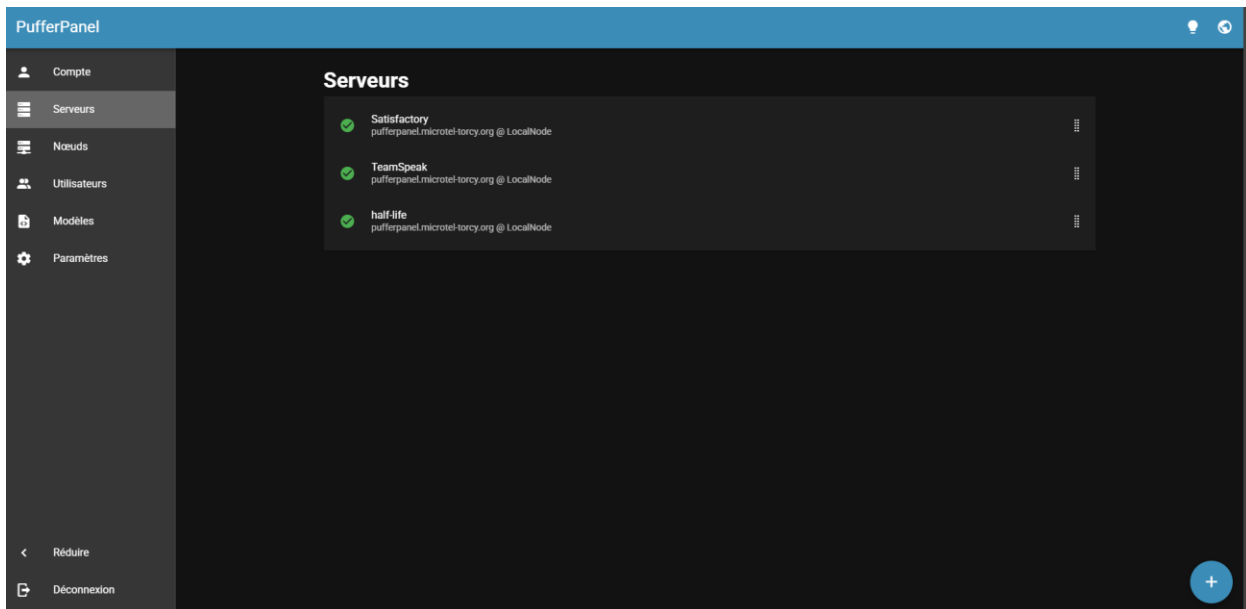 PufferPanel
Compte
Serveurs
Nœuds
Utilisateurs
Modèles
Paramètres
Réduire
Déconnexion
Serveurs
Satisfactory
pufferpanel.microtel-torcy.org @ LocalNode
TeamSpeak
pufferpanel.microtel-torcy.org @ LocalNode
half-life
pufferpanel.microtel-torcy.org @ LocalNode